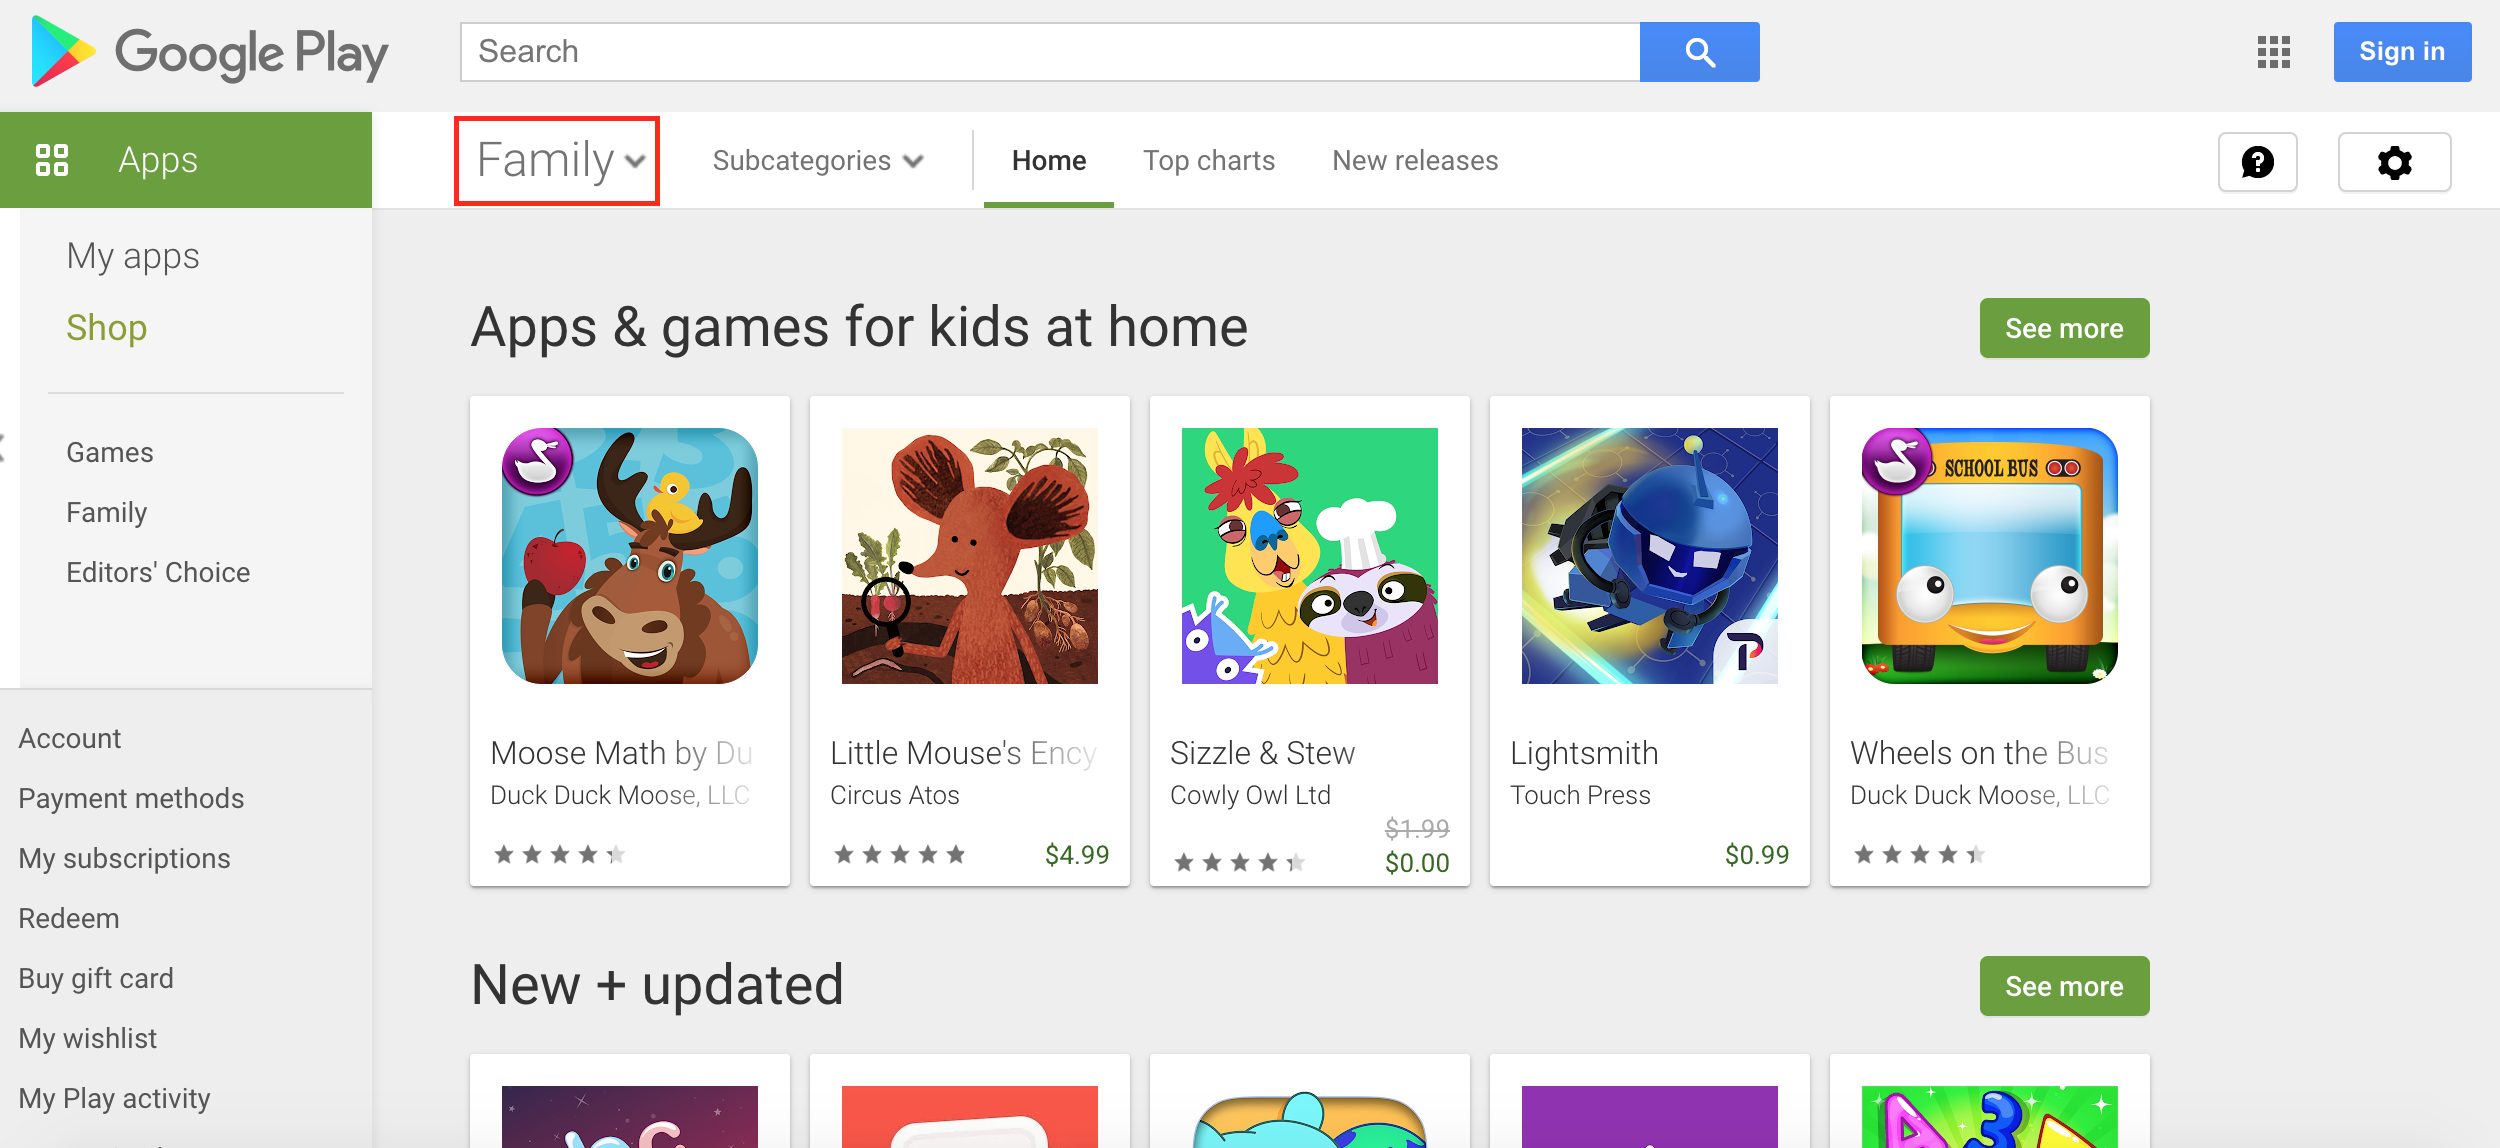 Google Play
Search
Sign in
Apps
Family
Subcategories
Home
Top charts
New releases
My apps
Shop
Games
Family
Editors' Choice
Account
Payment methods
My subscriptions
Redeem
Buy gift card
My wishlist
My Play activity
Apps & games for kids at home
See more
SCHOOL BUS
Moose Math by Du
Duck Duck Moose, LLC
Little Mouse's Ency
Circus Atos
$4.99
Sizzle & Stew
Cowly Owl Ltd
$1.99
$0.00
Lightsmith
Touch Press
$0.99
Wheels on the Bus
Duck Duck Moose, LLC
New + updated
See more
A 3